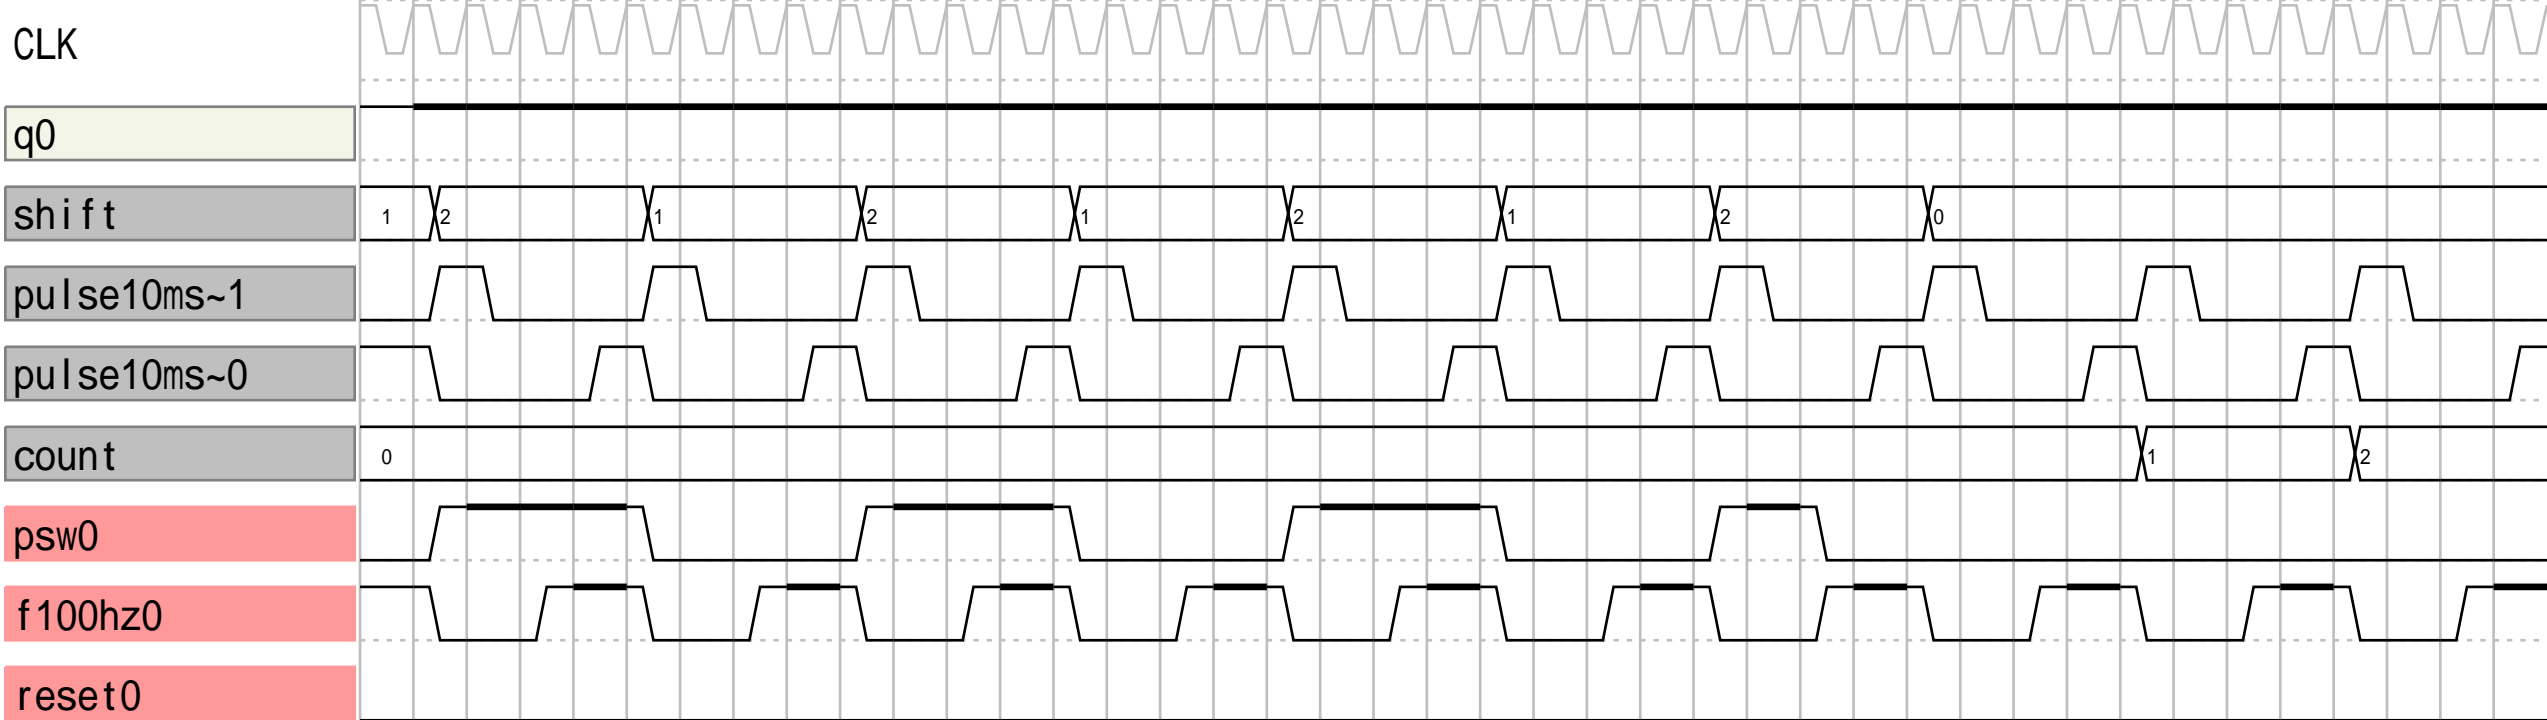 CLK
q0
shift 1 2 1 2 1 2 1 2 0
pulse10ms~1
pulse10ms~0
count 0 1 2
psw0
f100hz0
reset0